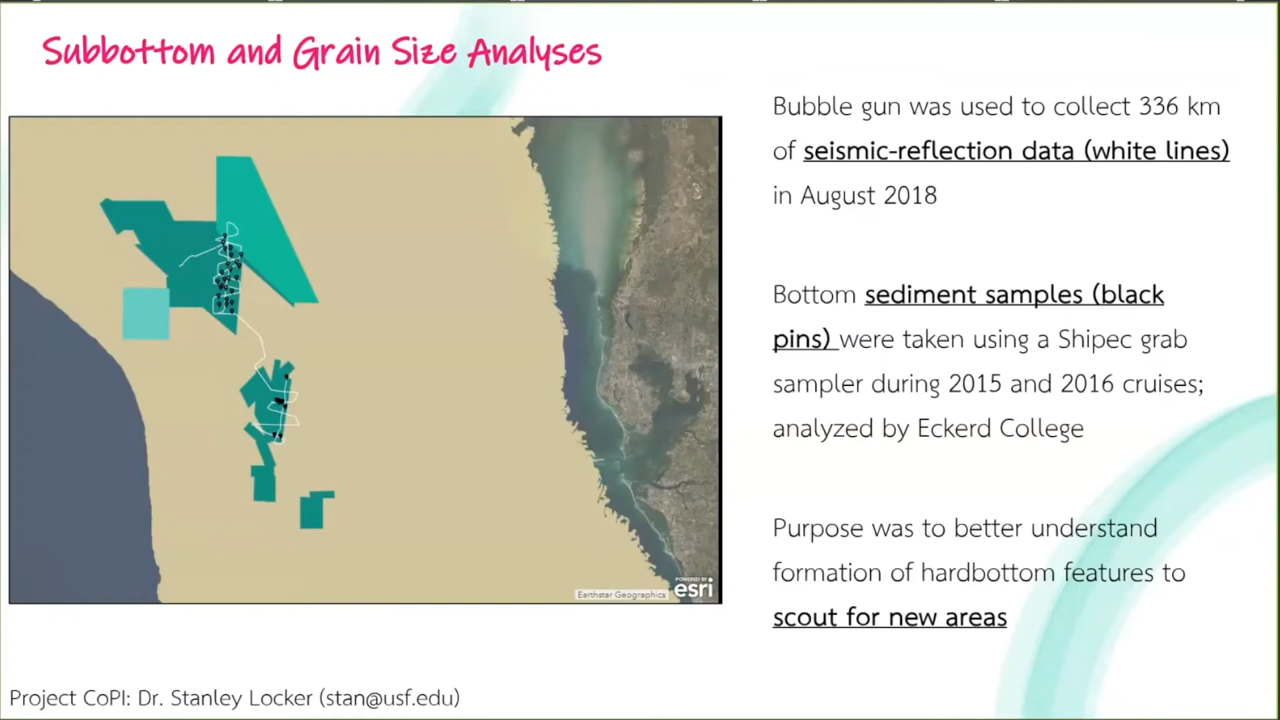 Subbottom and Grain Size Analyses
Bubble gun was used to collect 336 km
of seismic-reflection data (white lines)
in August 2018
Bottom sediment samples (black
pins) were taken using a Shipec grab
sampler during 2015 and 2016 cruises;
analyzed by Eckerd College
Purpose was to better understand
formation of hardbottom features to
scout for new areas
Earthstar Geographics
POWERED BY
esri
Project CoPI: Dr. Stanley Locker (stan@usf.edu)